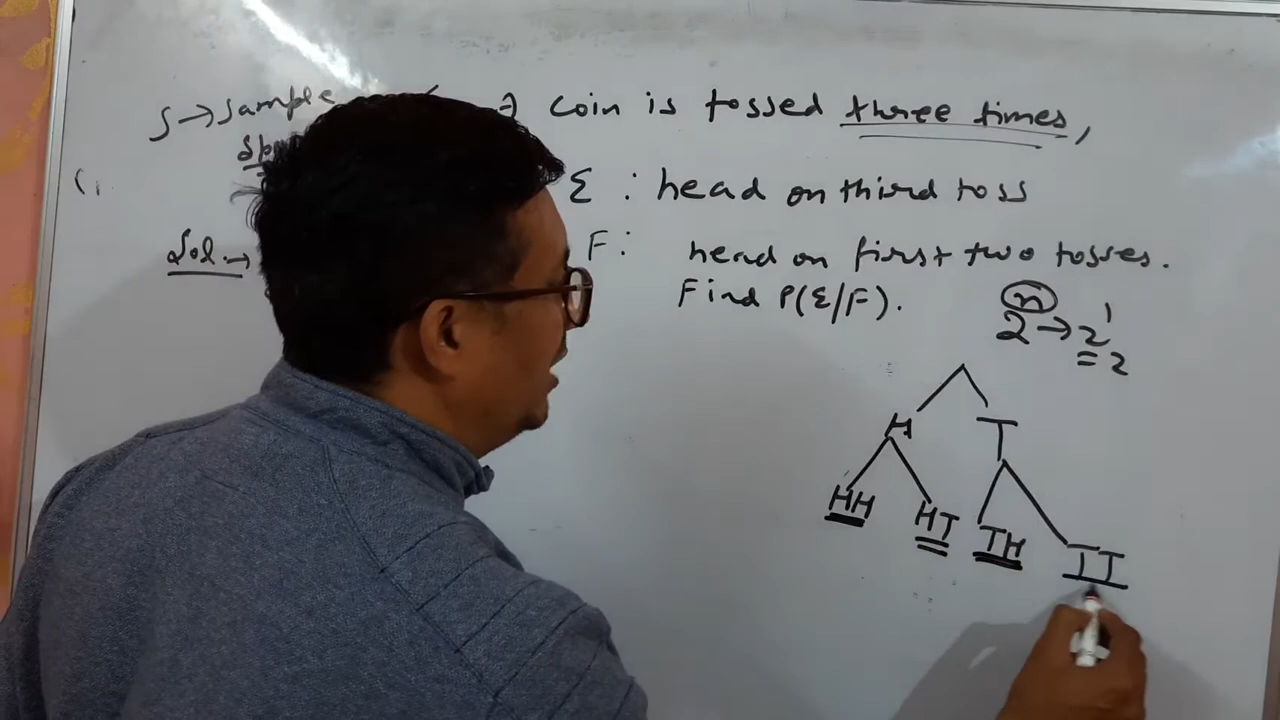 S → Sample
A coin is tossed three times,
(i
E : head on third toss
Sol. →
F : head on first two tosses.
Find P(E/F).
n
2 → 2¹
= 2
H T
HH HT TH TT